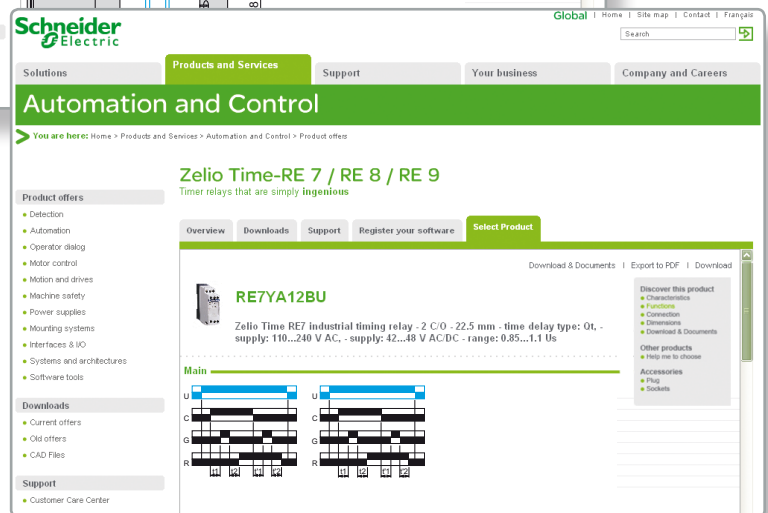 Schneider
Electric
Global | Home | Site map | Contact | Français
Search
Solutions
Products and Services
Support
Your business
Company and Careers
Automation and Control
You are here: Home > Products and Services > Automation and Control > Product offers
Zelio Time-RE 7 / RE 8 / RE 9
Timer relays that are simply ingenious
Product offers
Detection
Automation
Operator dialog
Motor control
Motion and drives
Machine safety
Power supplies
Mounting systems
Interfaces & I/O
Systems and architectures
Software tools
Downloads
Current offers
Old offers
CAD Files
Support
Customer Care Center
Overview
Downloads
Support
Register your software
Select Product
Download & Documents | Export to PDF | Download
RE7YA12BU
Zelio Time RE7 industrial timing relay - 2 C/O - 22.5 mm - time delay type: Qt, -
supply: 110...240 V AC, - supply: 42...48 V AC/DC - range: 0.85...1.1 Us
Discover this product
Characteristics
Functions
Connection
Dimensions
Download & Documents
Other products
Help me to choose
Accessories
Plug
Sockets
Main
U
C
G
R
t1 t2 t'1 t'2
U
C
G
R
t1 t2 t'1 t'2